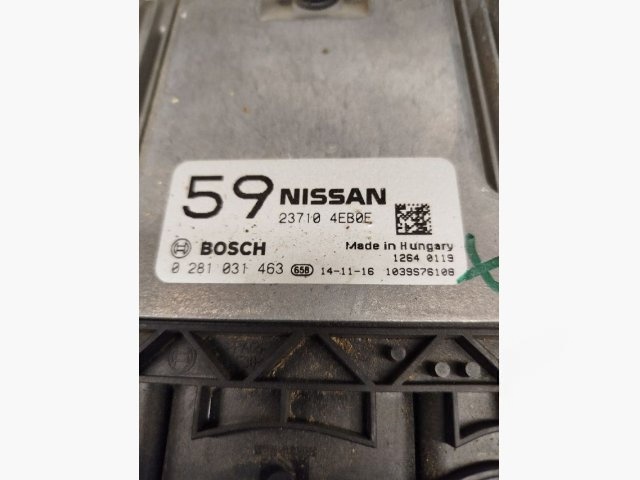 59 NISSAN
23710 4EB0E
BOSCH
Made in Hungary
1264 0119
0 281 031 463 658 14-11-16 1039S76108